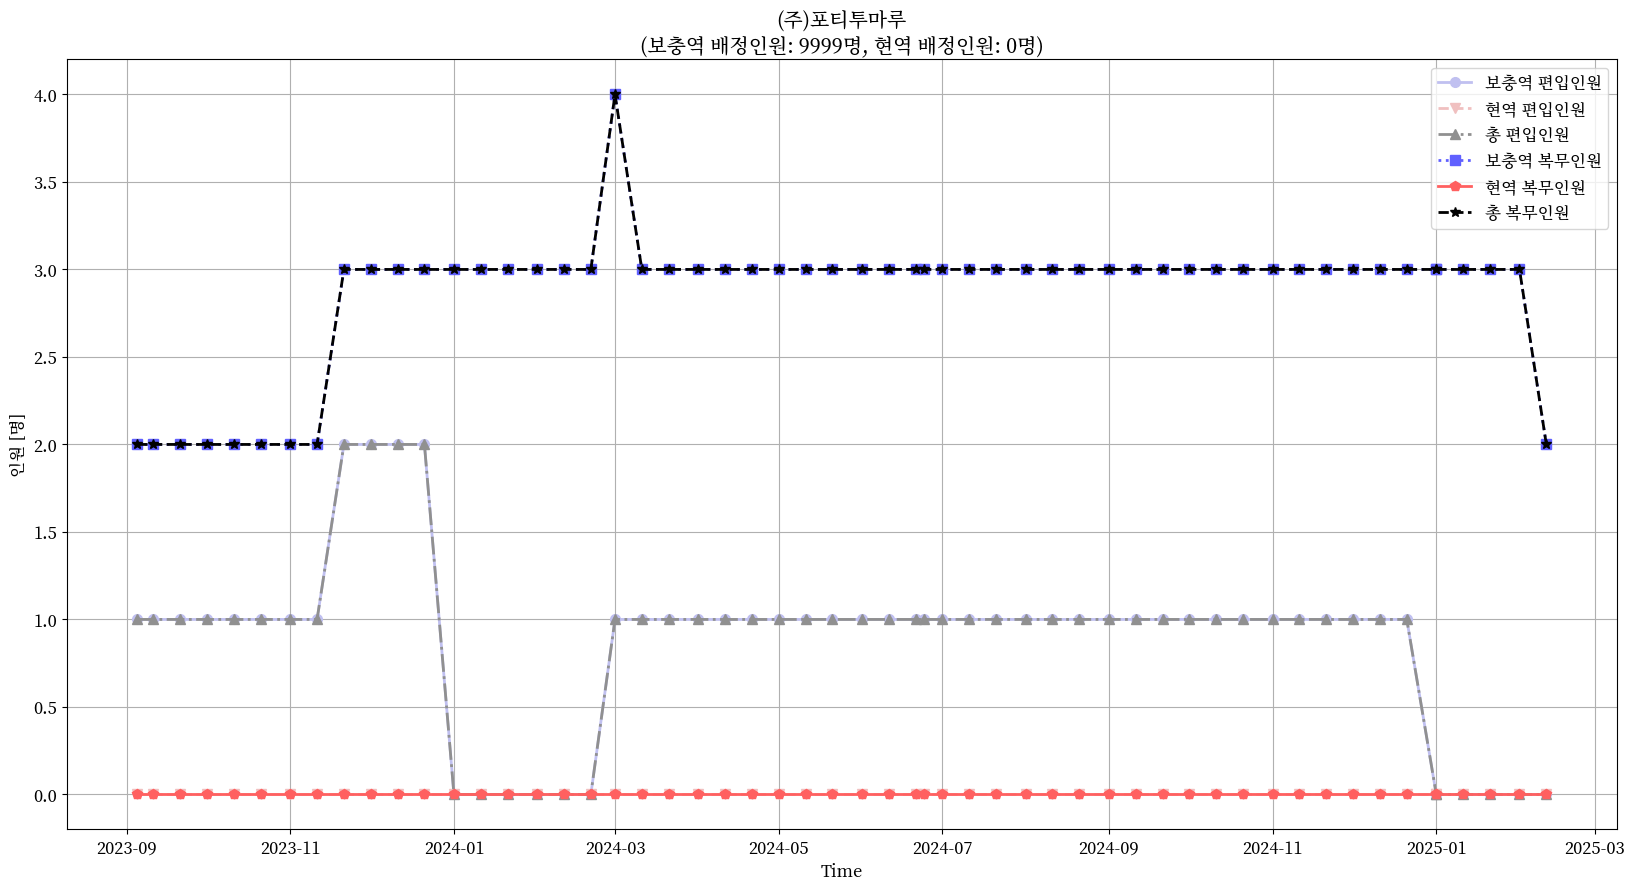 (주)포티투마루
(보충역 배정인원: 9999명, 현역 배정인원: 0명)
보충역 편입인원
현역 편입인원
총 편입인원
보충역 복무인원
현역 복무인원
총 복무인원
인원 [명]
4.0
3.5
3.0
2.5
2.0
1.5
1.0
0.5
0.0
2023-09 2023-11 2024-01 2024-03 2024-05 2024-07 2024-09 2024-11 2025-01 2025-03
Time